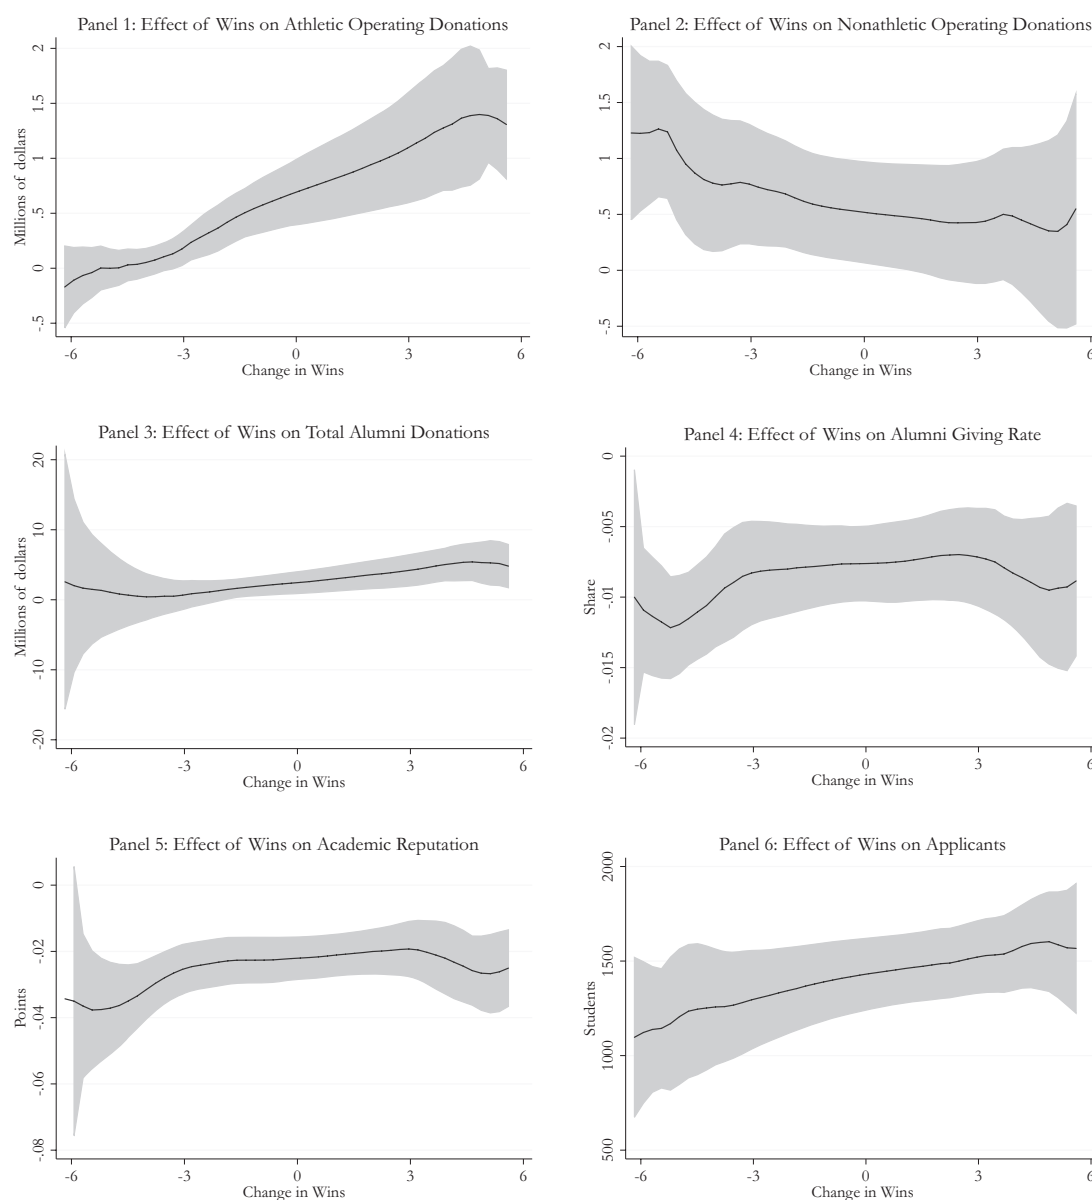 Panel 1: Effect of Wins on Athletic Operating Donations
Millions of dollars
2
1.5
1
.5
0
-.5
-6 -3 0 3 6
Change in Wins
Panel 2: Effect of Wins on Nonathletic Operating Donations
2
1.5
1
.5
0
-.5
-6 -3 0 3 6
Change in Wins
Panel 3: Effect of Wins on Total Alumni Donations
Millions of dollars
20
10
0
-10
-20
-6 -3 0 3 6
Change in Wins
Panel 4: Effect of Wins on Alumni Giving Rate
Share
0
-.005
-.01
-.015
-.02
-6 -3 0 3 6
Change in Wins
Panel 5: Effect of Wins on Academic Reputation
Points
0
-.02
-.04
-.06
-.08
-6 -3 0 3 6
Change in Wins
Panel 6: Effect of Wins on Applicants
Students
2000
1500
1000
500
-6 -3 0 3 6
Change in Wins